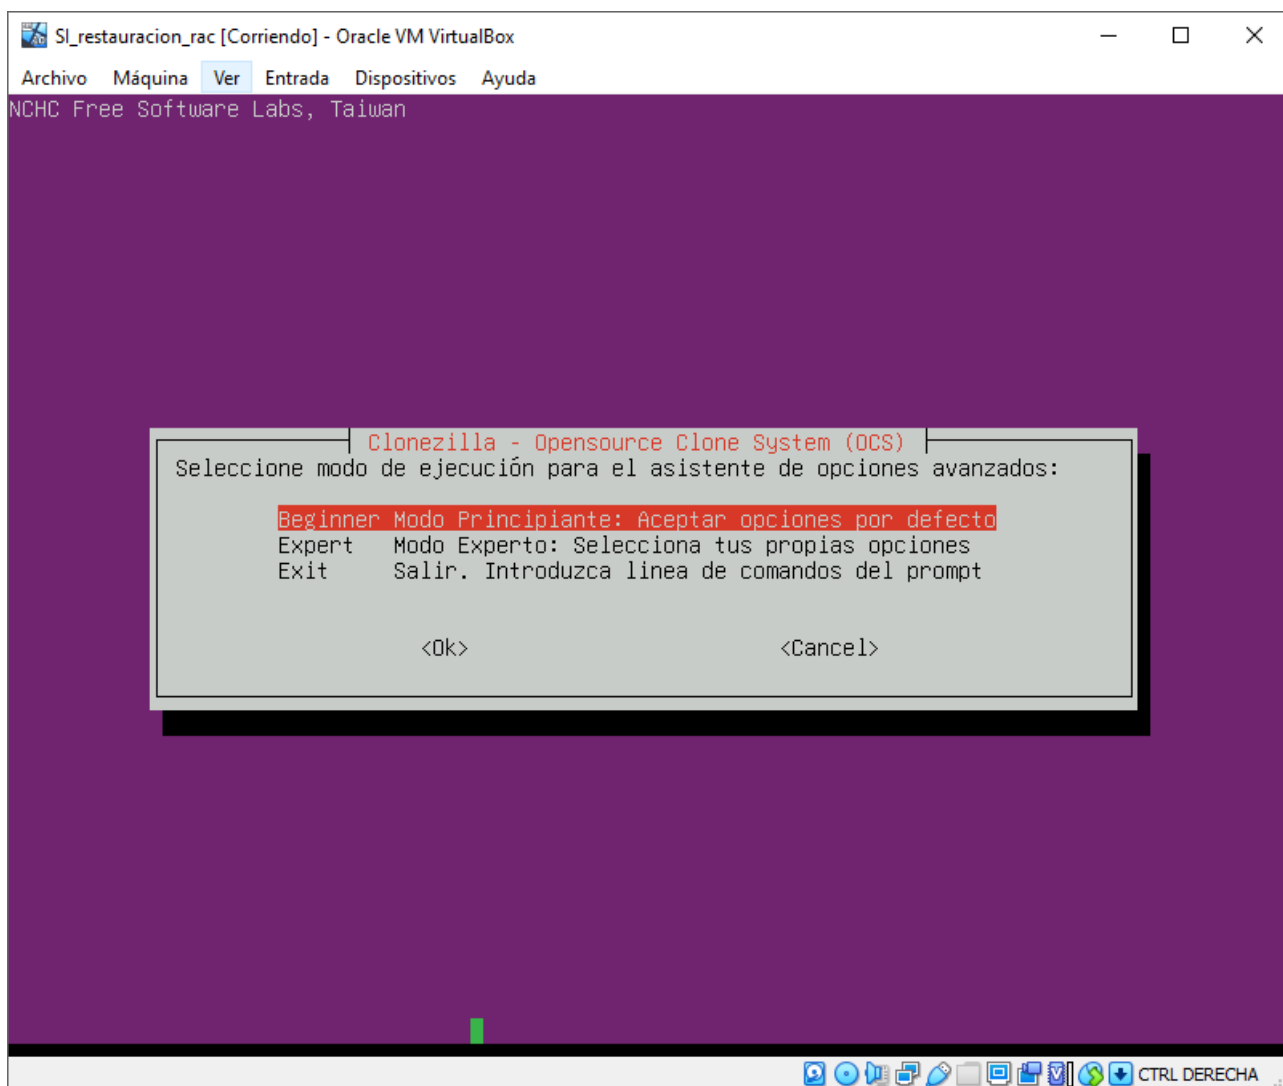 SI_restauracion_rac [Corriendo] - Oracle VM VirtualBox
Archivo Máquina Ver Entrada Dispositivos Ayuda
NCHC Free Software Labs, Taiwan
Clonezilla - Opensource Clone System (OCS)
Seleccione modo de ejecución para el asistente de opciones avanzados:
Beginner Modo Principiante: Aceptar opciones por defecto
Expert Modo Experto: Selecciona tus propias opciones
Exit Salir. Introduzca linea de comandos del prompt
<Ok> <Cancel>
CTRL DERECHA